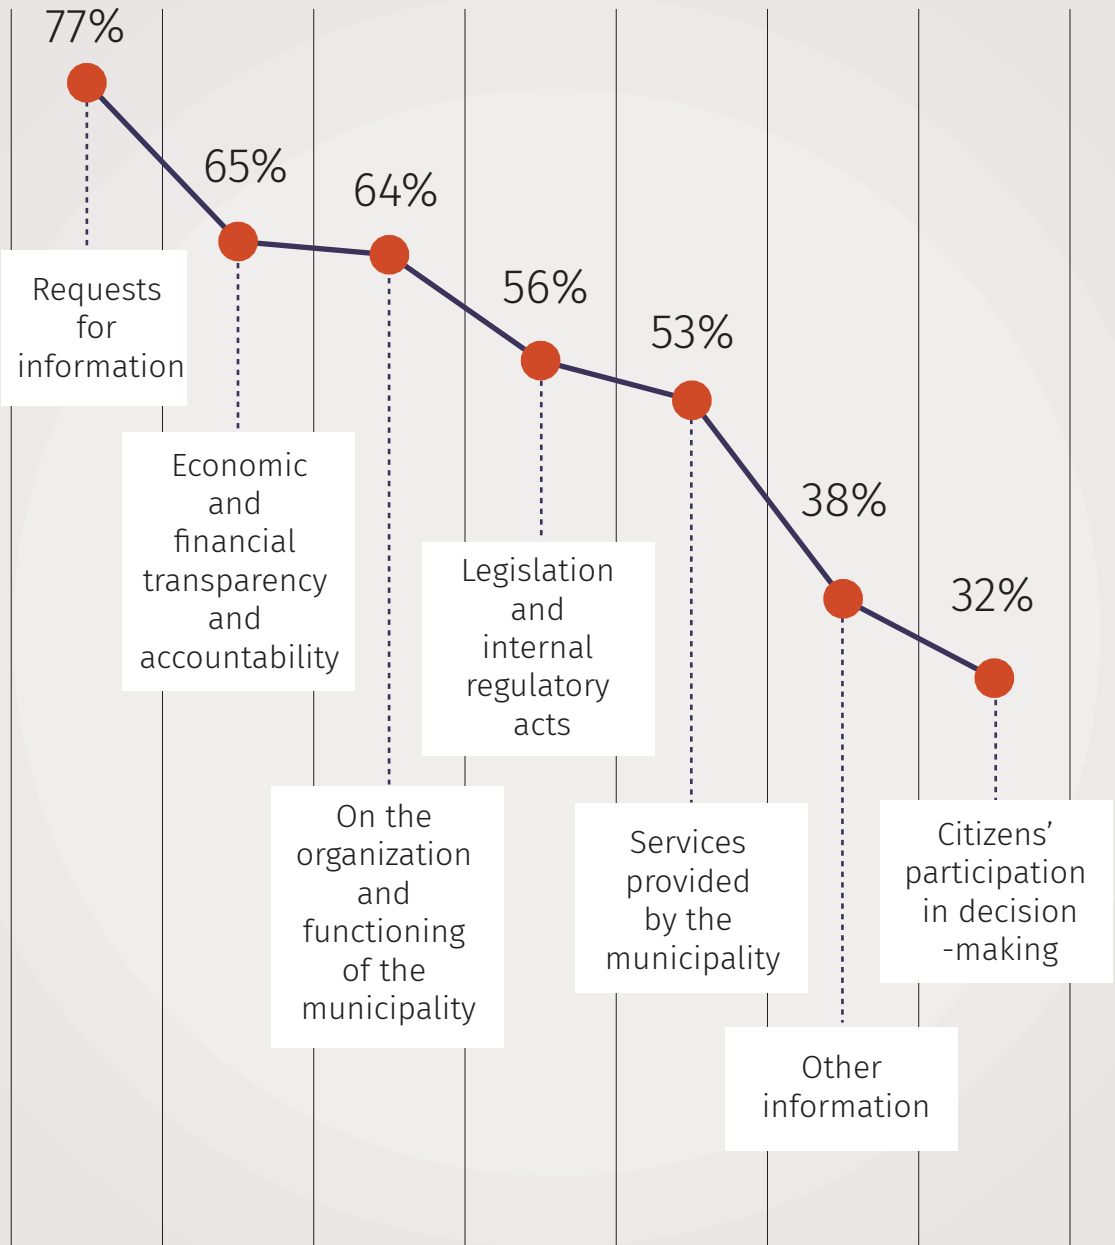 77%
65%
64%
56%
53%
38%
32%
Requests
for
information
Economic
and
financial
transparency
and
accountability
On the
organization
and
functioning
of the
municipality
Legislation
and
internal
regulatory
acts
Services
provided
by the
municipality
Other
information
Citizens’
participation
in decision
-making